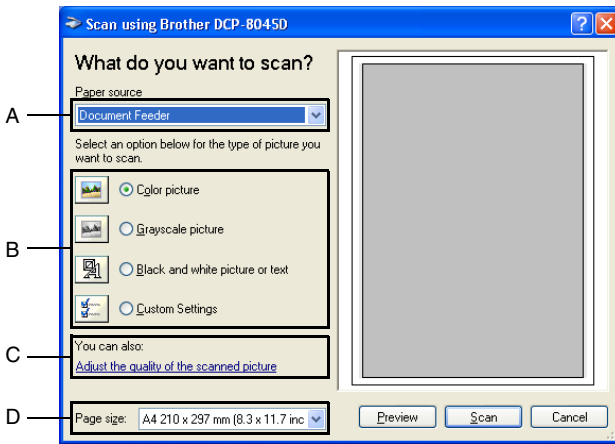 Scan using Brother DCP-8045D
What do you want to scan?
Paper source
A
Document Feeder
Select an option below for the type of picture you
want to scan.
B
Color picture
Grayscale picture
Black and white picture or text
Custom Settings
C
You can also:
Adjust the quality of the scanned picture
D
Page size:
A4 210 x 297 mm (8.3 x 11.7 inc
Preview
Scan
Cancel